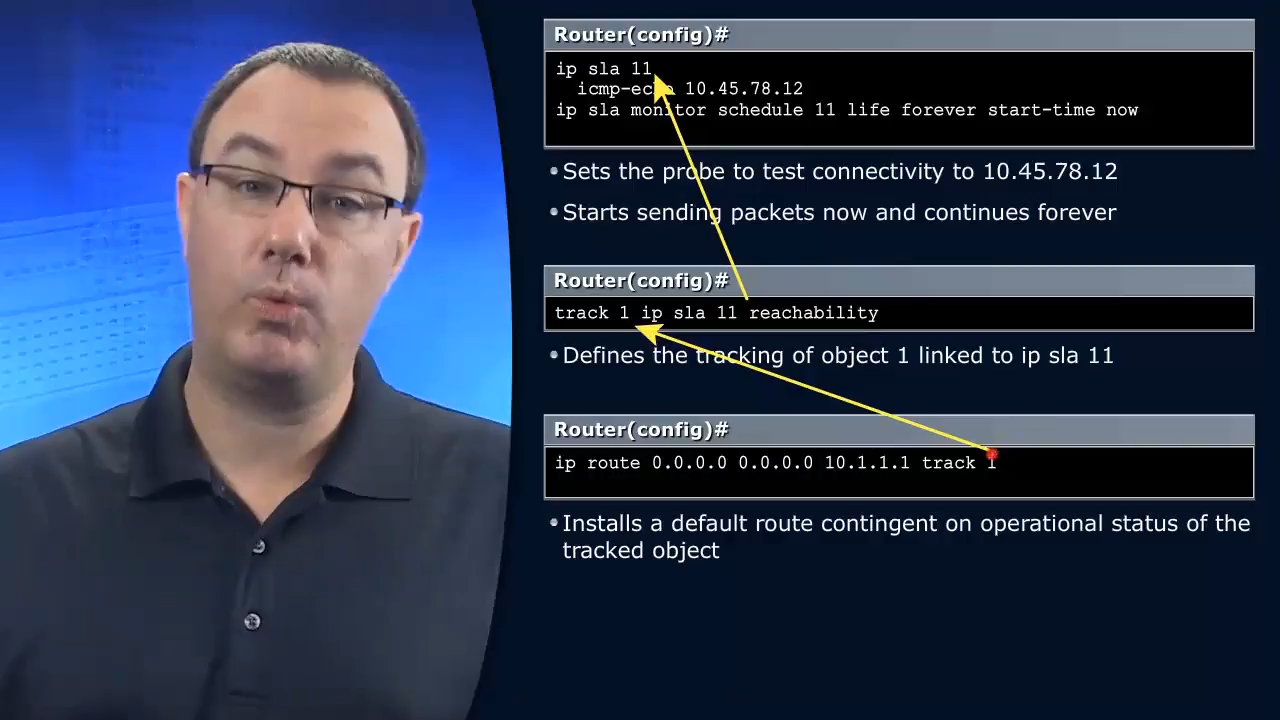 Router(config)#
ip sla 11
icmp-echo 10.45.78.12
ip sla monitor schedule 11 life forever start-time now
•Sets the probe to test connectivity to 10.45.78.12
•Starts sending packets now and continues forever
Router(config)#
track 1 ip sla 11 reachability
•Defines the tracking of object 1 linked to ip sla 11
Router(config)#
ip route 0.0.0.0 0.0.0.0 10.1.1.1 track 1
•Installs a default route contingent on operational status of the
tracked object